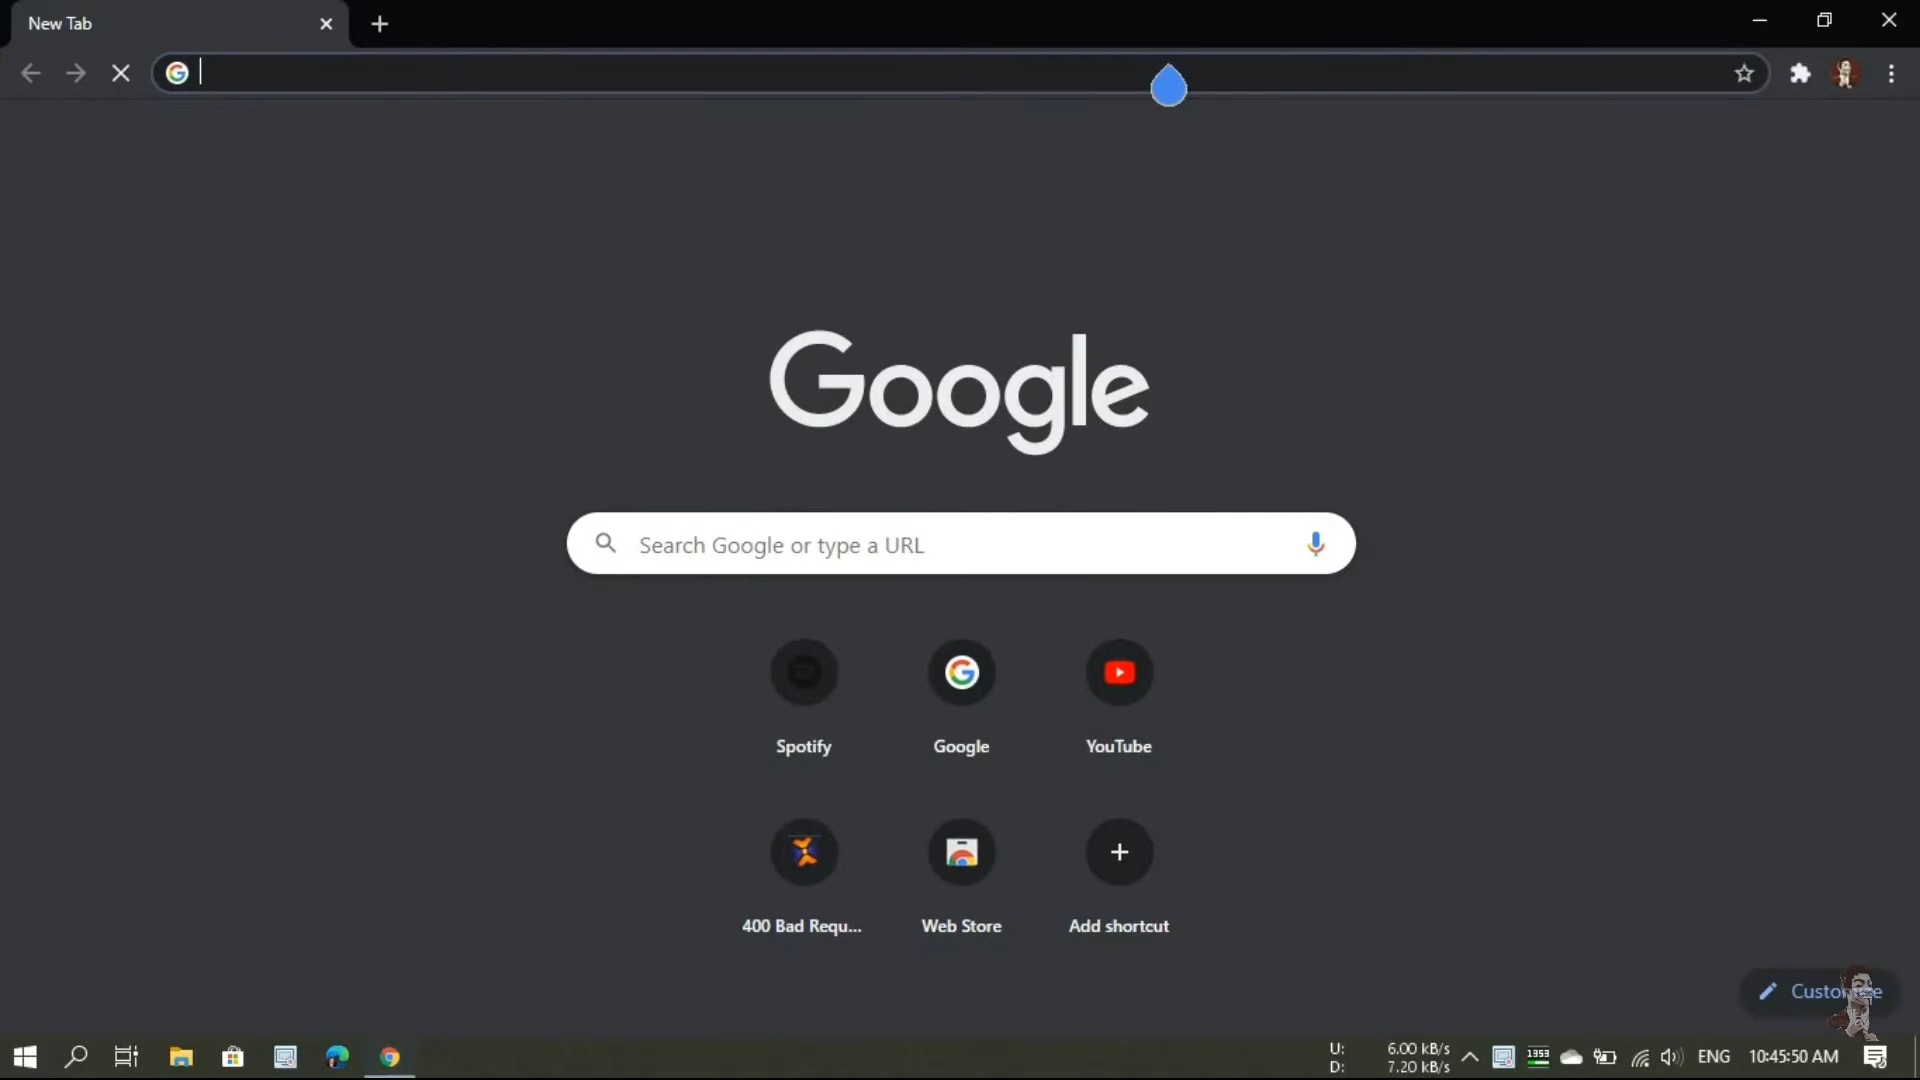 New Tab
Google
Search Google or type a URL
Spotify
Google
YouTube
400 Bad Requ...
Web Store
Add shortcut
U: 6.00 kB/s
D: 7.20 kB/s
1353
ENG
10:45:50 AM